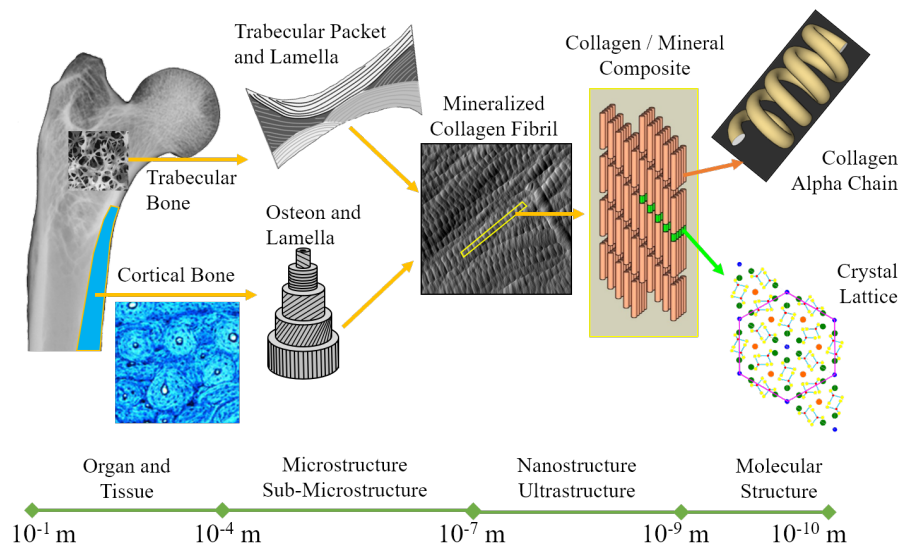 Trabecular Packet
and Lamella
Collagen / Mineral
Composite
Mineralized
Collagen Fibril
Collagen
Alpha Chain
Trabecular
Bone
Osteon and
Lamella
Cortical Bone
Crystal
Lattice
Organ and
Tissue
Microstructure
Sub-Microstructure
Nanostructure
Ultrastructure
Molecular
Structure
10⁻¹ m
10⁻⁴ m
10⁻⁷ m
10⁻⁹ m
10⁻¹⁰ m